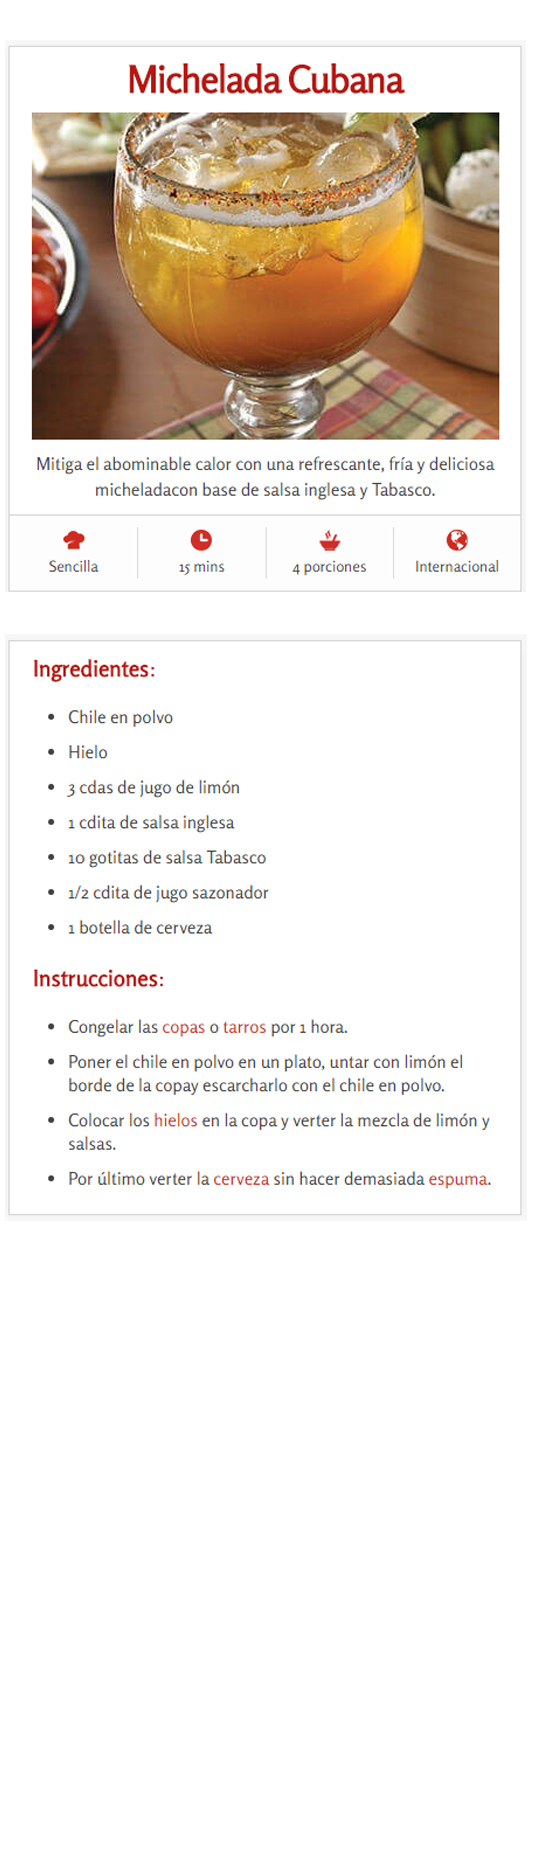 Michelada Cubana
Mitiga el abominable calor con una refrescante, fría y deliciosa
micheladacon base de salsa inglesa y Tabasco.
Sencilla
15 mins
4 porciones
Internacional
Ingredientes:
• Chile en polvo
• Hielo
• 3 cdas de jugo de limón
• 1 cdita de salsa inglesa
• 10 gotitas de salsa Tabasco
• 1/2 cdita de jugo sazonador
• 1 botella de cerveza
Instrucciones:
• Congelar las copas o tarros por 1 hora.
• Poner el chile en polvo en un plato, untar con limón el
borde de la copay escarcharlo con el chile en polvo.
• Colocar los hielos en la copa y verter la mezcla de limón y
salsas.
• Por último verter la cerveza sin hacer demasiada espuma.